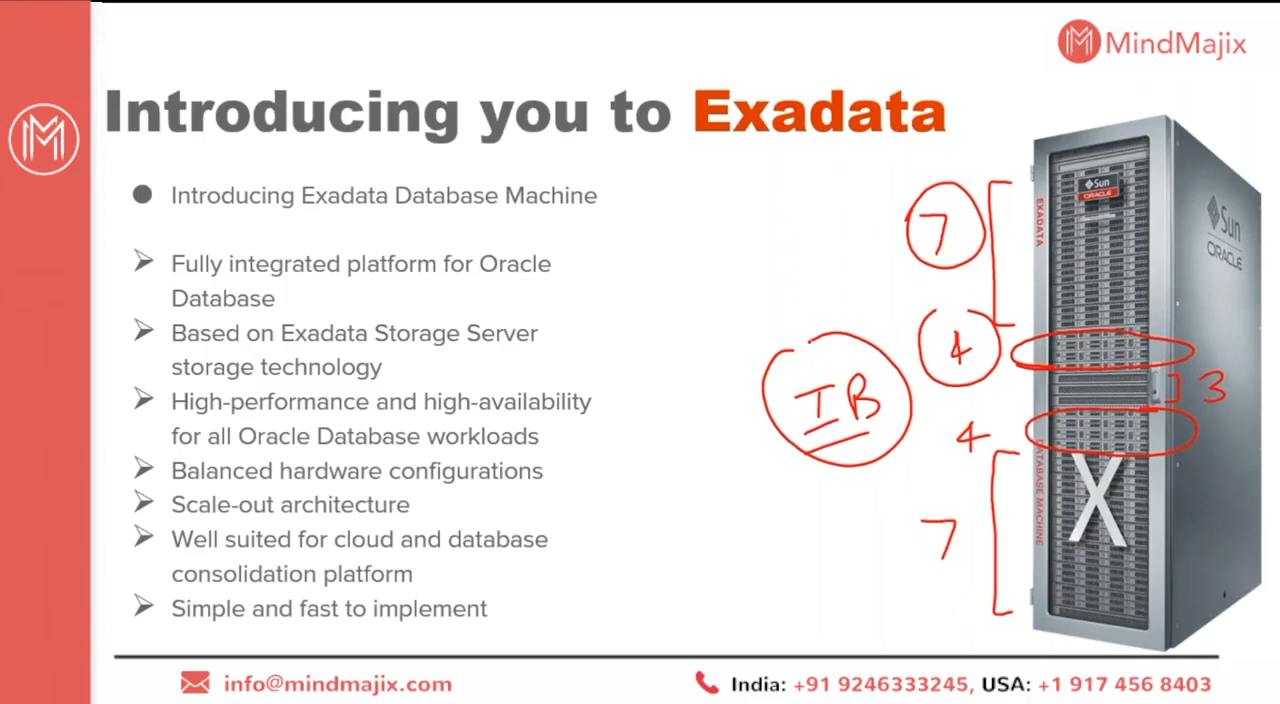 MindMajix
Introducing you to Exadata
Introducing Exadata Database Machine
Fully integrated platform for Oracle
Database
Based on Exadata Storage Server
storage technology
High-performance and high-availability
for all Oracle Database workloads
Balanced hardware configurations
Scale-out architecture
Well suited for cloud and database
consolidation platform
Simple and fast to implement
7
4
IB
4
7
3
Sun
ORACLE
EXADATA
Sun
ORACLE
DATABASE MACHINE
X
info@mindmajix.com
India: +91 9246333245, USA: +1 917 456 8403